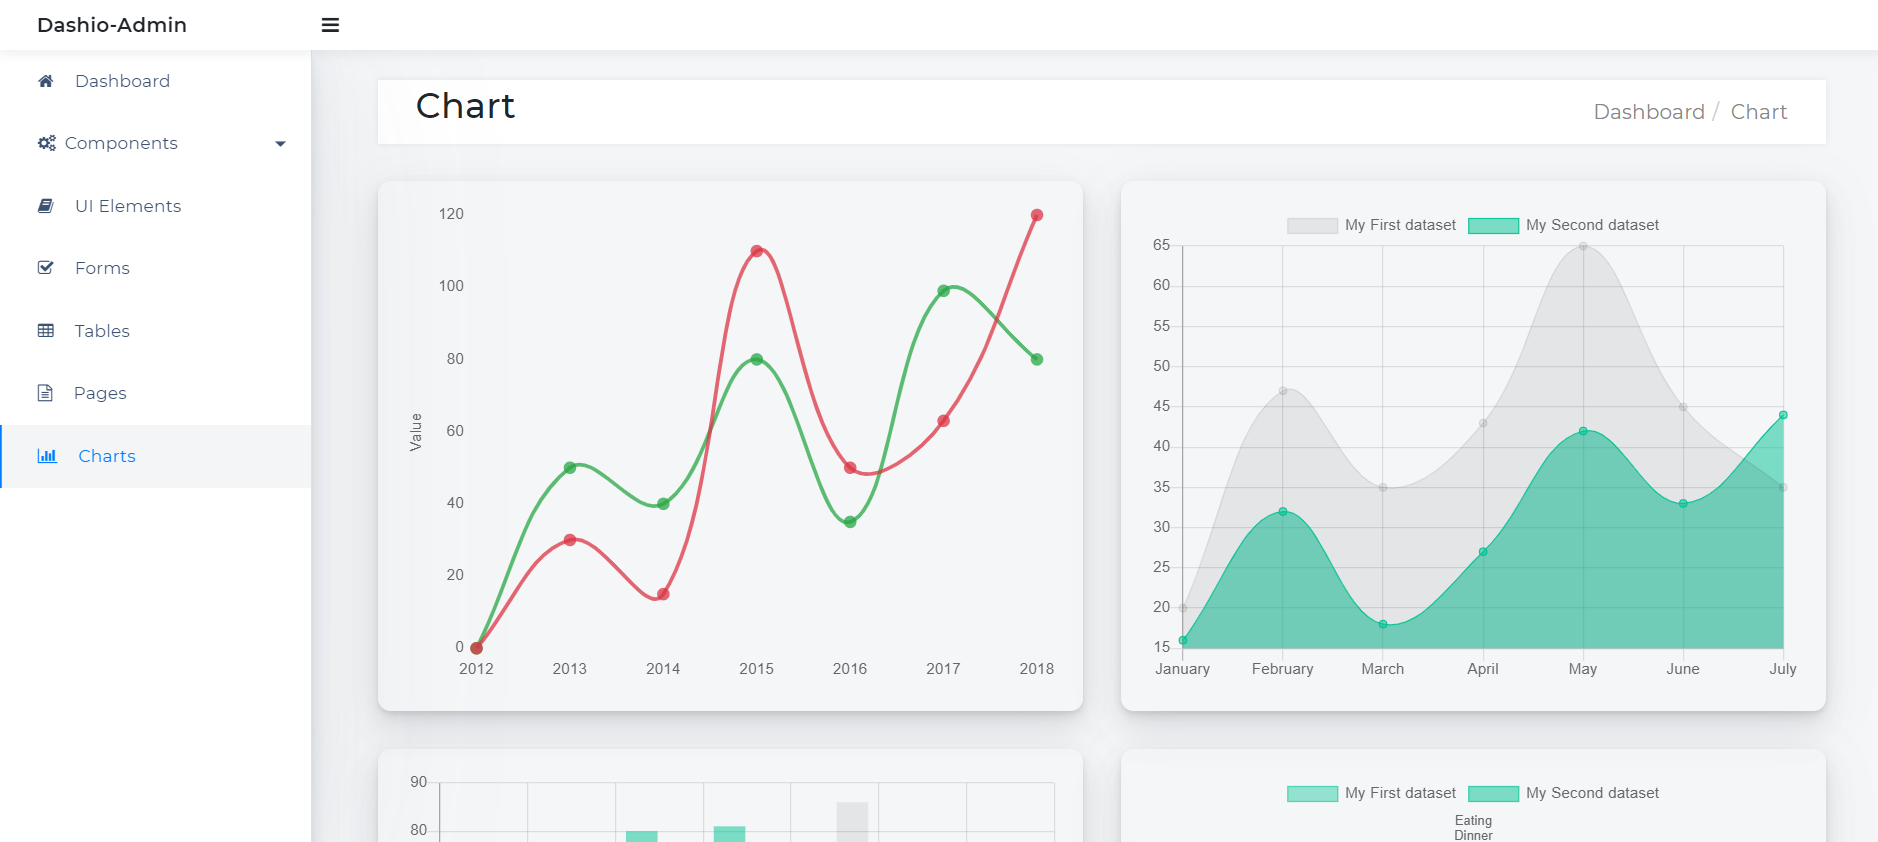 Dashio-Admin
Dashboard
Components
UI Elements
Forms
Tables
Pages
Charts
Chart
Dashboard / Chart
120
100
80
60
40
20
0
Value
2012 2013 2014 2015 2016 2017 2018
My First dataset My Second dataset
65
60
55
50
45
40
35
30
25
20
15
January February March April May June July
90
80
My First dataset My Second dataset
Eating
Dinner